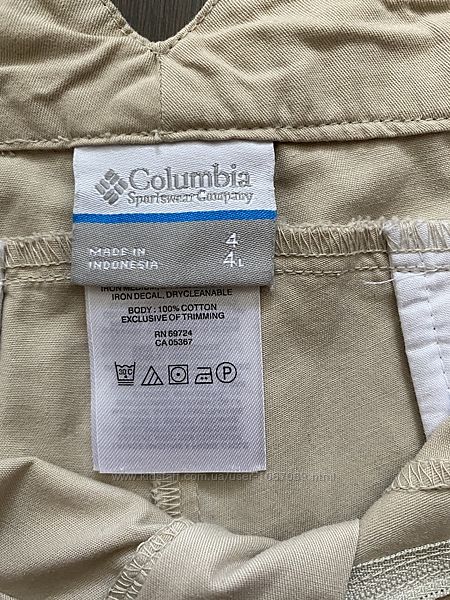 Columbia
Sportswear Company
MADE IN
INDONESIA
4
4L
IRON DECAL, DRYCLEANABLE
BODY : 100% COTTON
EXCLUSIVE OF TRIMMING
RN 69724
CA 05367
30°C
P